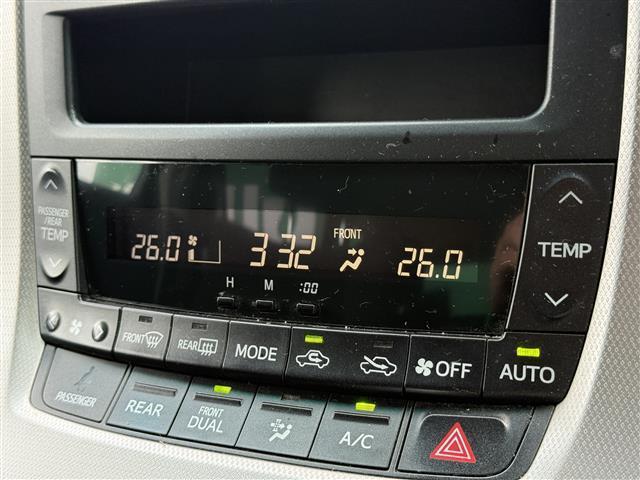 PASSENGER
/REAR
TEMP
26.0
3 32
FRONT
26.0
TEMP
H M :00
FRONT
REAR
MODE
OFF
AUTO
PASSENGER
REAR
FRONT
DUAL
A/C